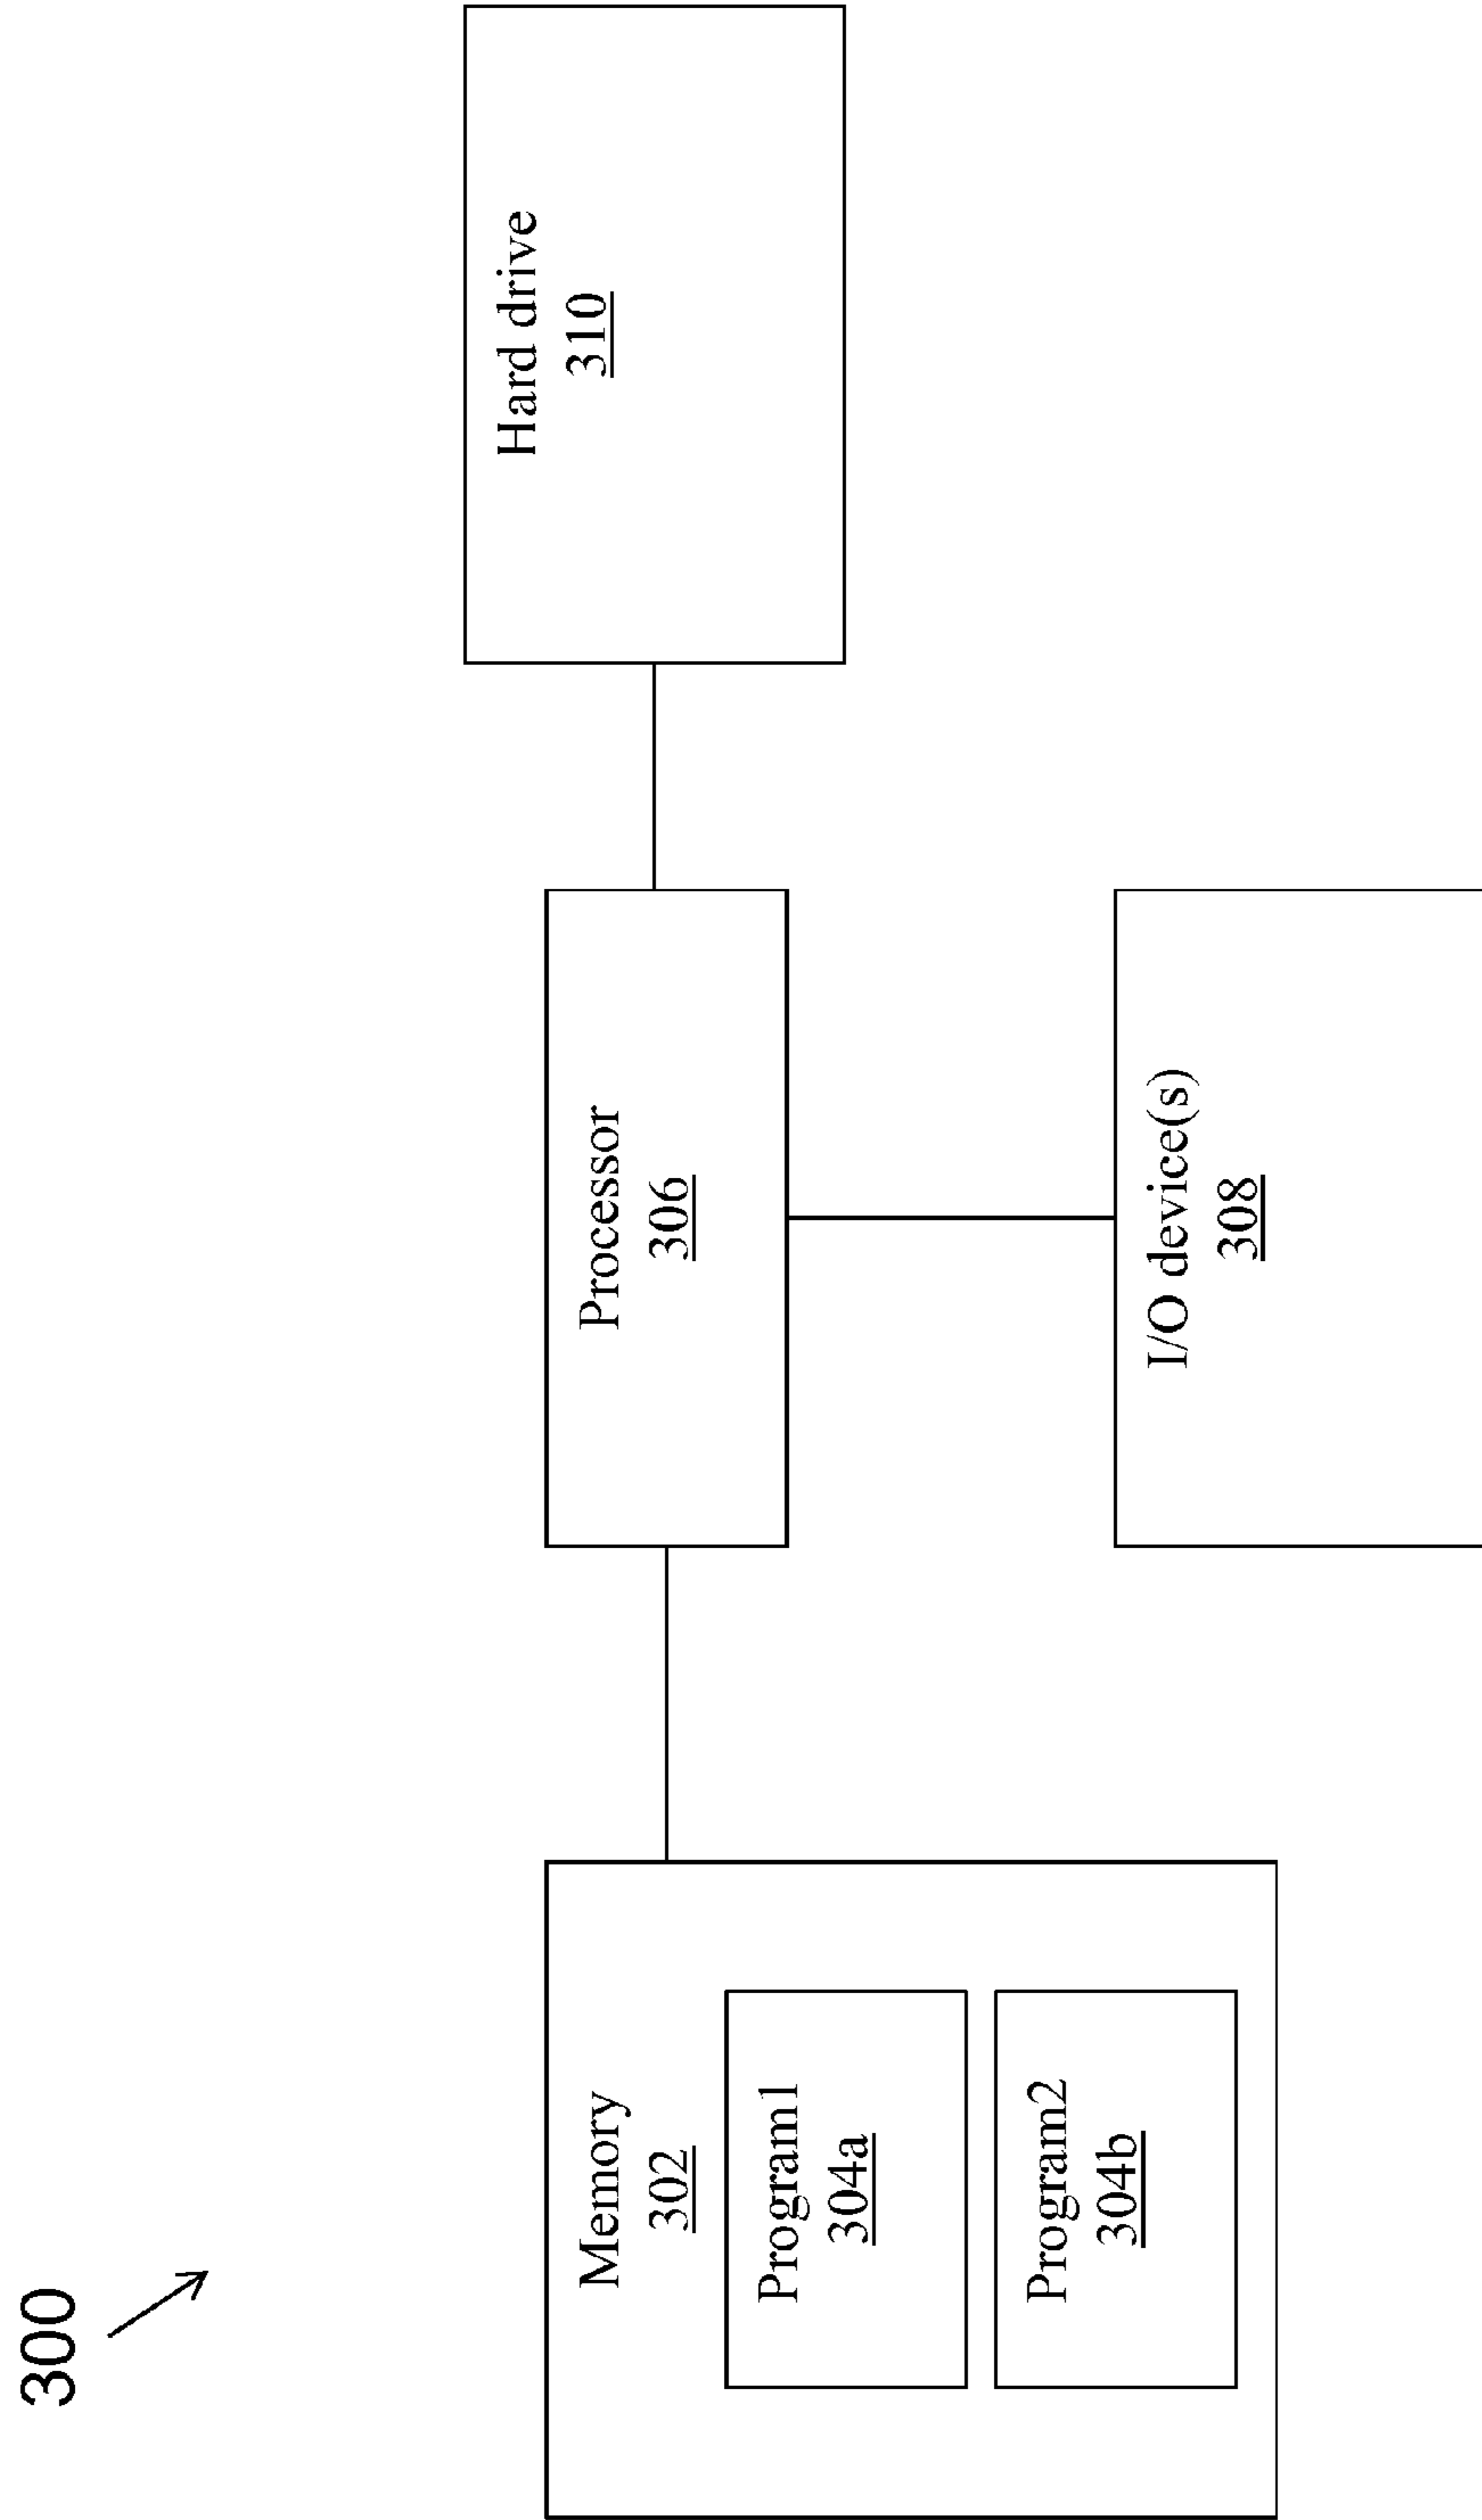 300
Memory
302
Program1
304a
Program2
304b
Processor
306
I/O device(s)
308
Hard drive
310